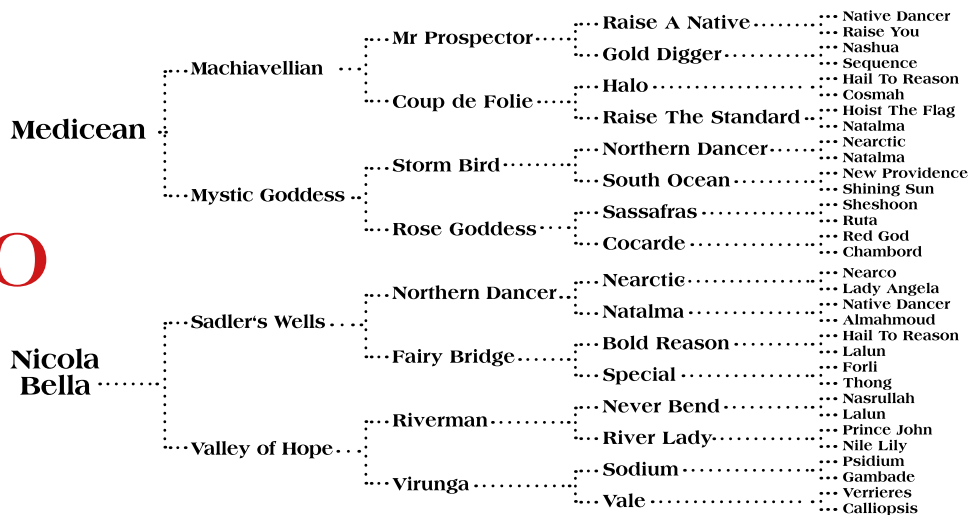 Medicean
Machiavellian
Mr Prospector
Raise A Native
Native Dancer
Raise You
Gold Digger
Nashua
Sequence
Coup de Folie
Halo
Hail To Reason
Cosmah
Raise The Standard
Hoist The Flag
Natalma
Mystic Goddess
Storm Bird
Northern Dancer
Nearctic
Natalma
South Ocean
New Providence
Shining Sun
Rose Goddess
Sassafras
Sheshoon
Ruta
Cocarde
Red God
Chambord
O
Nicola
Bella
Sadler's Wells
Northern Dancer
Nearctic
Nearco
Lady Angela
Natalma
Native Dancer
Almahmoud
Fairy Bridge
Bold Reason
Hail To Reason
Lalun
Special
Forli
Thong
Valley of Hope
Riverman
Never Bend
Nasrullah
Lalun
River Lady
Prince John
Nile Lily
Virunga
Sodium
Psidium
Gambade
Vale
Verrieres
Calliopsis